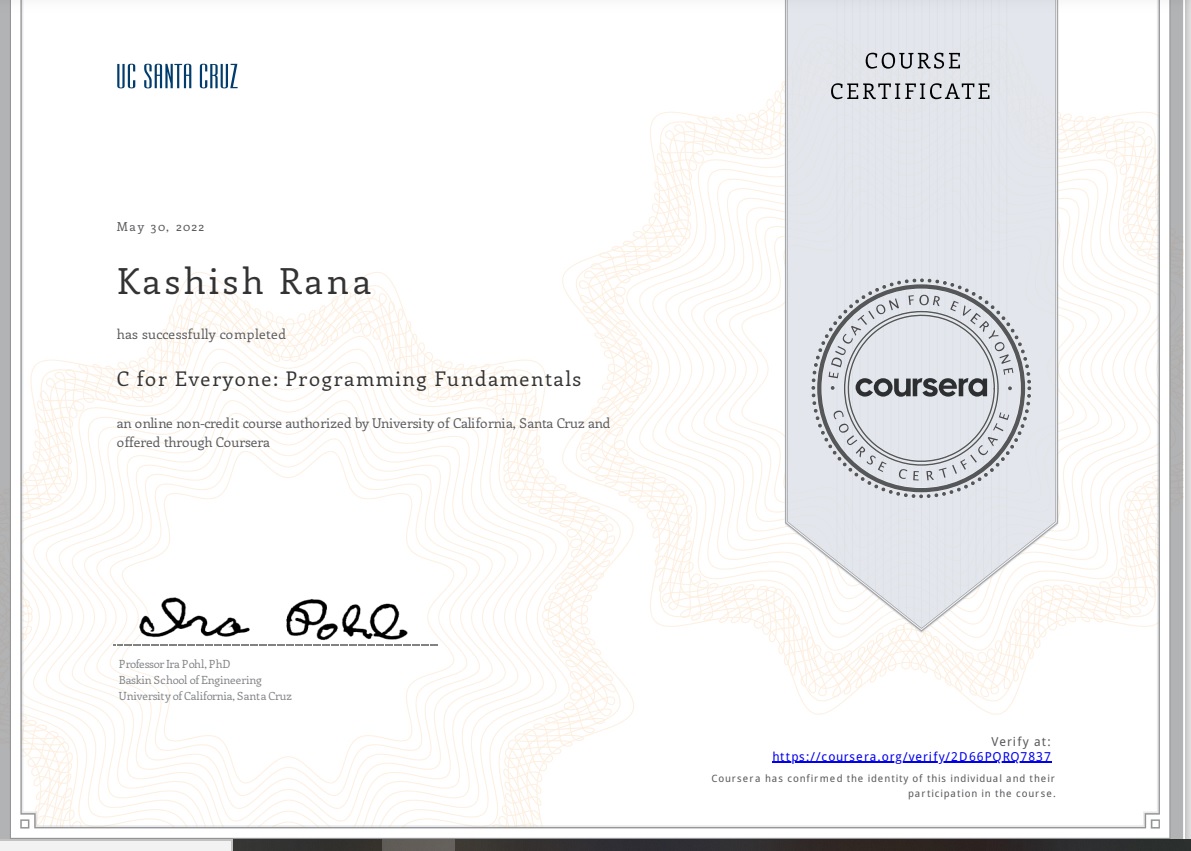 UC SANTA CRUZ
COURSE
CERTIFICATE
May 30, 2022
Kashish Rana
has successfully completed
C for Everyone: Programming Fundamentals
an online non-credit course authorized by University of California, Santa Cruz and
offered through Coursera
EDUCATION FOR EVERYONE
coursera
COURSE CERTIFICATE
Ira Pohl
Professor Ira Pohl, PhD
Baskin School of Engineering
University of California, Santa Cruz
Verify at:
https://coursera.org/verify/2D66PQRQ7837
Coursera has confirmed the identity of this individual and their
participation in the course.